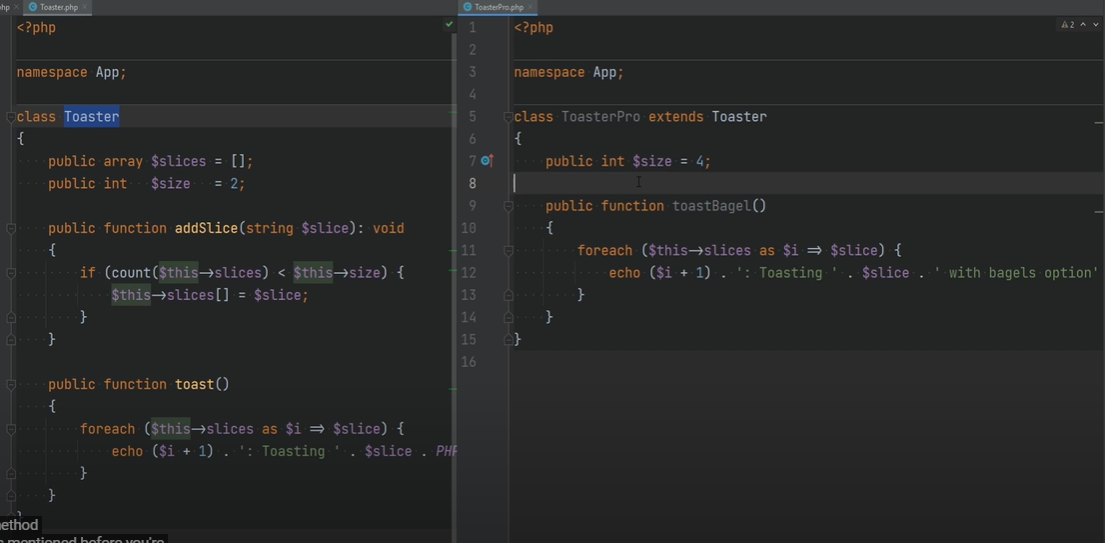 php
Toaster.php
<?php
namespace App;
class Toaster
{
public array $slices = [];
public int $size = 2;
public function addSlice(string $slice): void
{
if (count($this->slices) < $this->size) {
$this->slices[] = $slice;
}
}
public function toast()
{
foreach ($this->slices as $i => $slice) {
echo ($i + 1) . ': Toasting ' . $slice . PHP
}
}
}
method
mentioned before you're
ToasterPro.php
2
1 <?php
2
3 namespace App;
4
5 class ToasterPro extends Toaster
6 {
7 public int $size = 4;
8
9 public function toastBagel()
10 {
11 foreach ($this->slices as $i => $slice) {
12 echo ($i + 1) . ': Toasting ' . $slice . ' with bagels option'
13 }
14 }
15 }
16